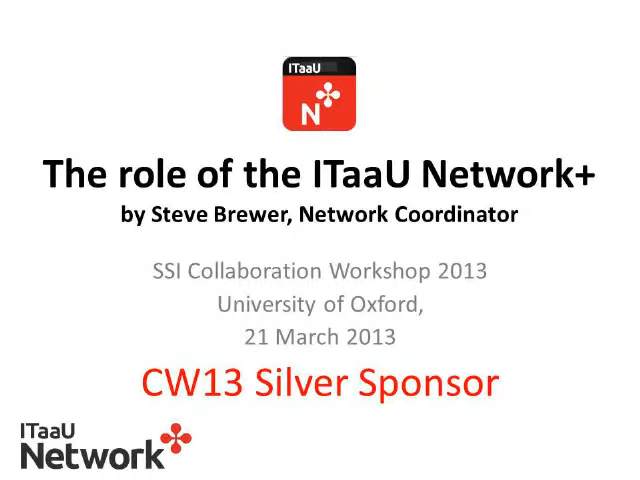 ITaaU
N
The role of the ITaaU Network+
by Steve Brewer, Network Coordinator
SSI Collaboration Workshop 2013
University of Oxford,
21 March 2013
CW13 Silver Sponsor
ITaaU
Network